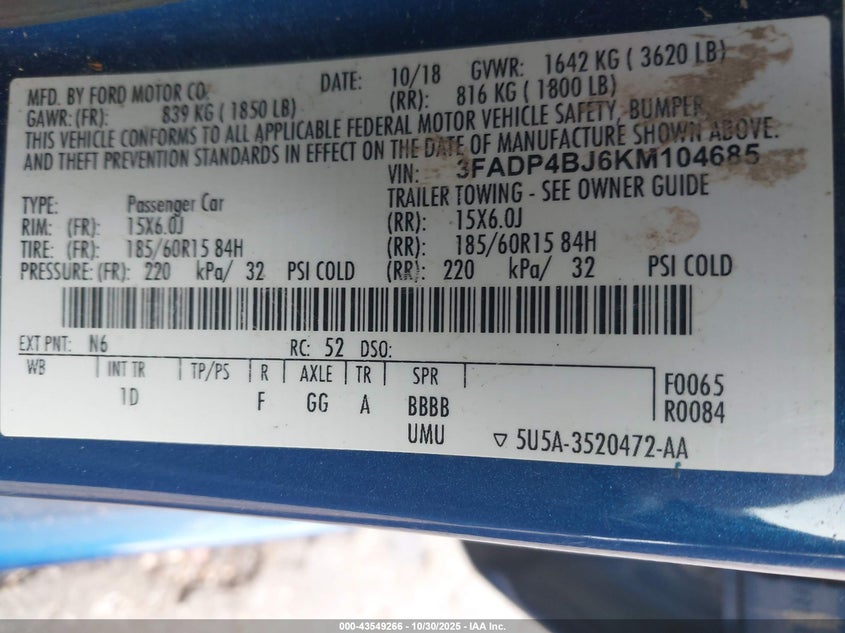 MFD. BY FORD MOTOR CO. DATE: 10/18 GVWR: 1642 KG ( 3620 LB)
GAWR: (FR): 839 KG ( 1850 LB) (RR): 816 KG ( 1800 LB)
THIS VEHICLE CONFORMS TO ALL APPLICABLE FEDERAL MOTOR VEHICLE SAFETY, BUMPER
AND THEFT PREVENTION STANDARDS IN EFFECT ON THE DATE OF MANUFACTURE SHOWN ABOVE.
VIN: 3FADP4BJ6KM104685
TYPE: Passenger Car TRAILER TOWING - SEE OWNER GUIDE
RIM: (FR): 15X6.0J (RR): 15X6.0J
TIRE: (FR): 185/60R15 84H (RR): 185/60R15 84H
PRESSURE: (FR): 220 kPa/ 32 PSI COLD (RR): 220 kPa/ 32 PSI COLD
EXT PNT: N6 RC: 52 DSO:
WB INT TR TP/PS R AXLE TR SPR F0065
1D F GG A BBBB R0084
UMU ▽ 5U5A-3520472-AA
000-43549266 - 10/30/2025 - IAA Inc.